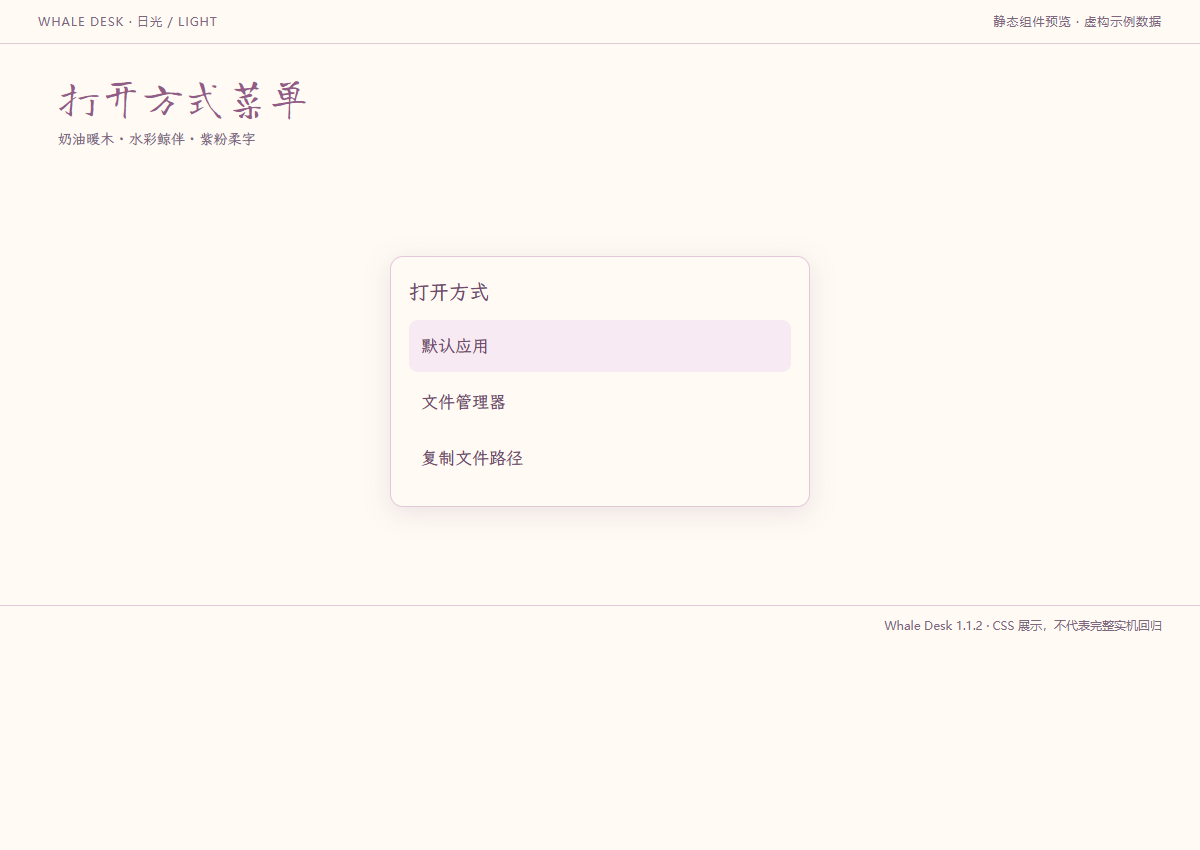 WHALE DESK · 日光 / LIGHT
静态组件预览 · 虚构示例数据
打开方式菜单
奶油暖木 · 水彩鲸伴 · 紫粉柔字
打开方式
默认应用
文件管理器
复制文件路径
Whale Desk 1.1.2 · CSS 展示，不代表完整实机回归